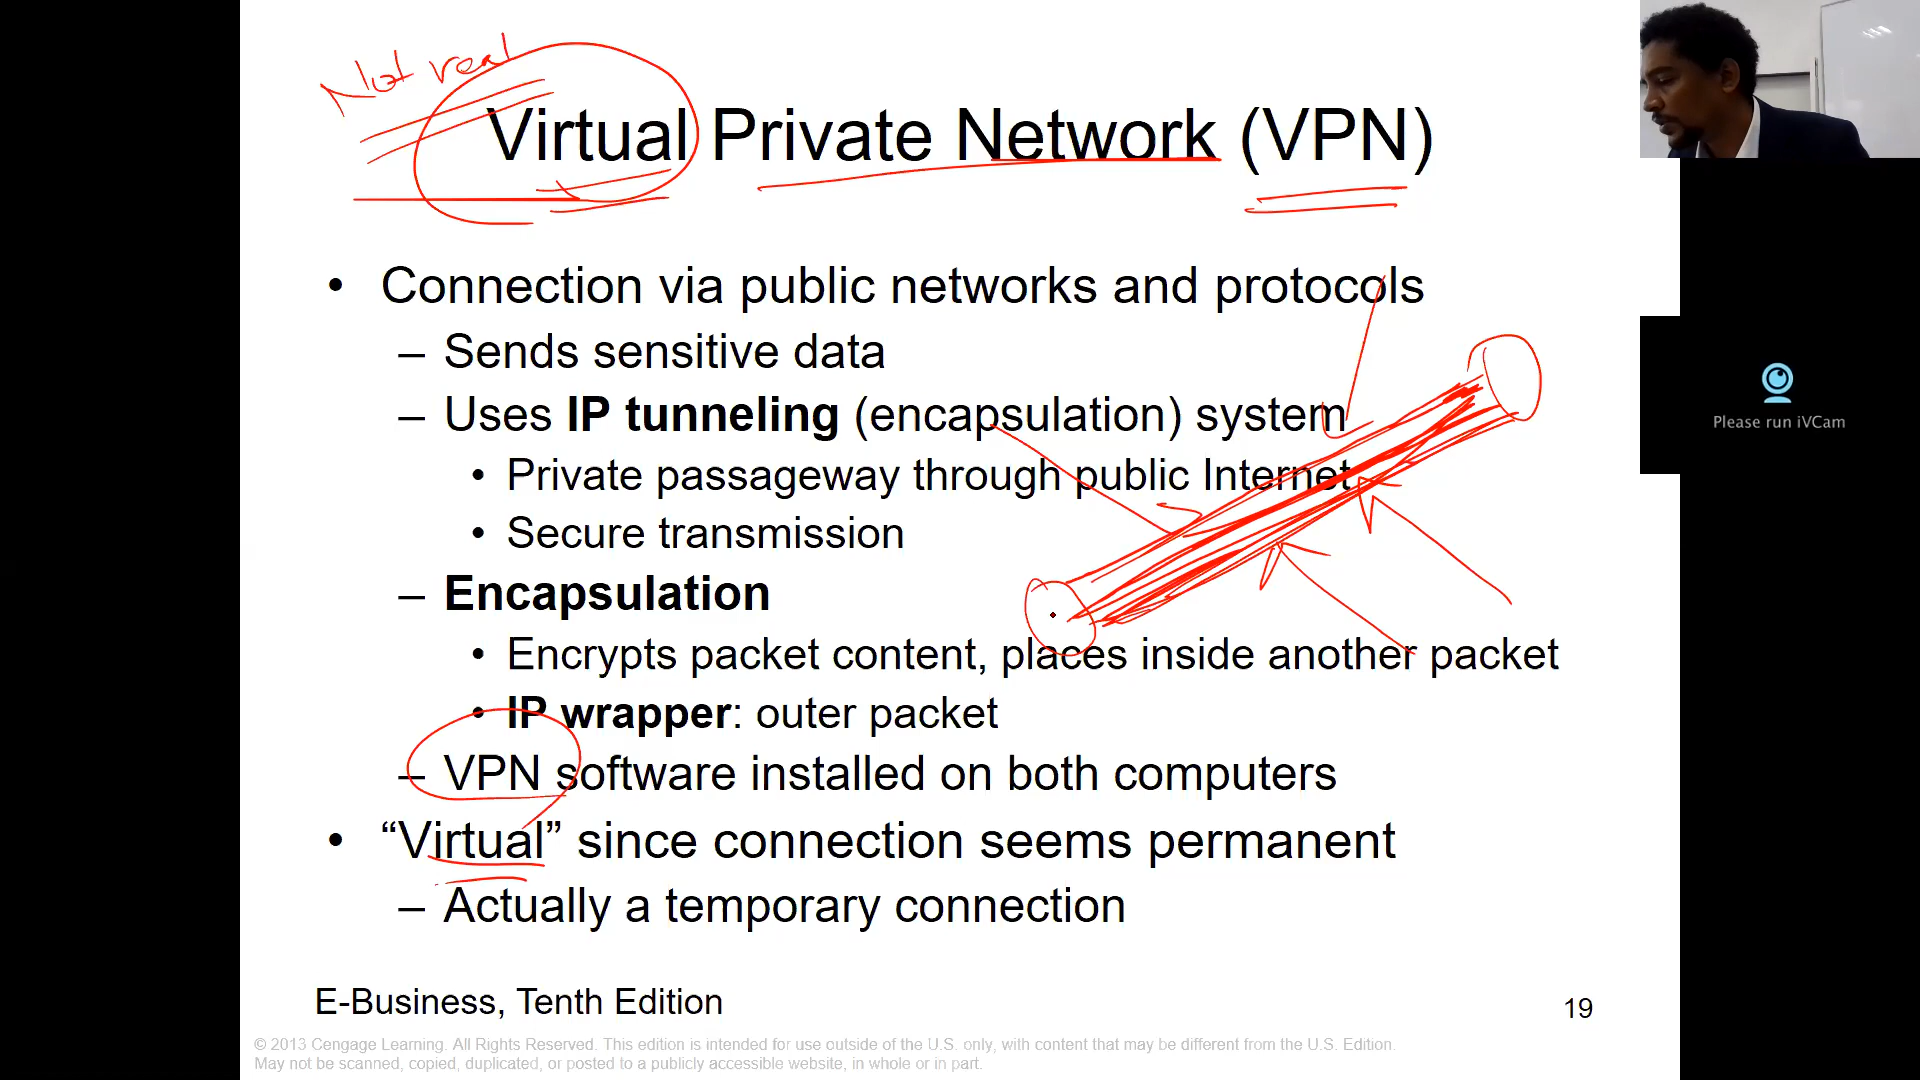 Not real
Virtual Private Network (VPN)
• Connection via public networks and protocols
– Sends sensitive data
– Uses IP tunneling (encapsulation) system
• Private passageway through public Internet
• Secure transmission
– Encapsulation
• Encrypts packet content, places inside another packet
• IP wrapper: outer packet
– VPN software installed on both computers
• “Virtual” since connection seems permanent
– Actually a temporary connection
E-Business, Tenth Edition
19
© 2013 Cengage Learning. All Rights Reserved. This edition is intended for use outside of the U.S. only, with content that may be different from the U.S. Edition.
May not be scanned, copied, duplicated, or posted to a publicly accessible website, in whole or in part.
Please run iVCam